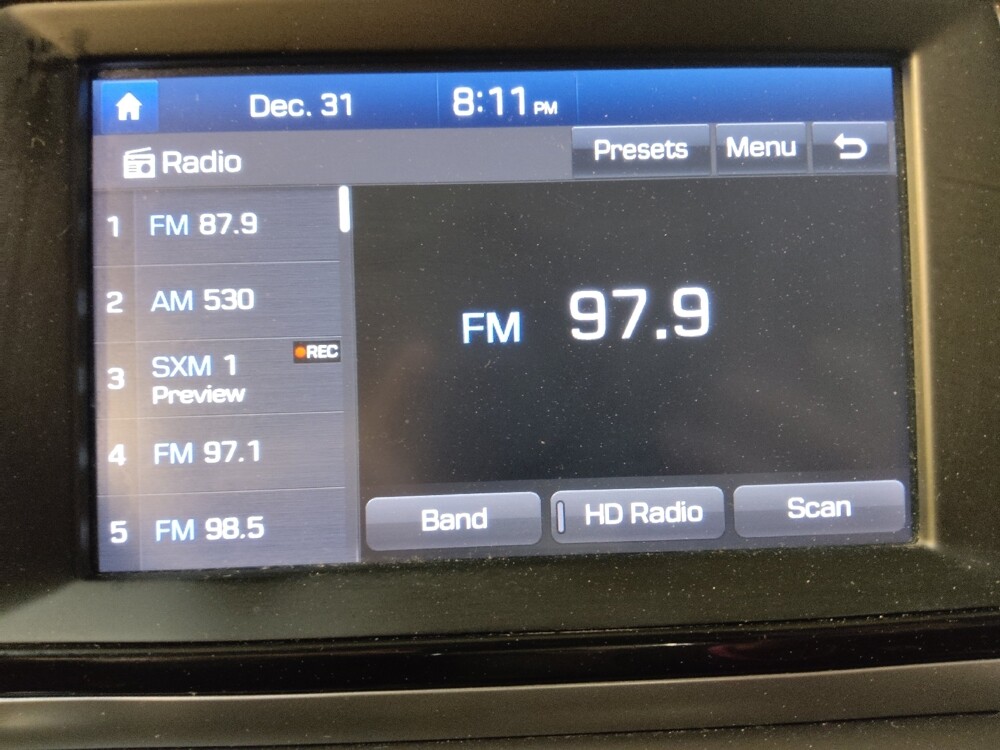 Dec. 31 8:11 PM
Radio Presets Menu
1 FM 87.9
2 AM 530
3 SXM 1 REC
Preview
4 FM 97.1
5 FM 98.5
FM 97.9
Band HD Radio Scan